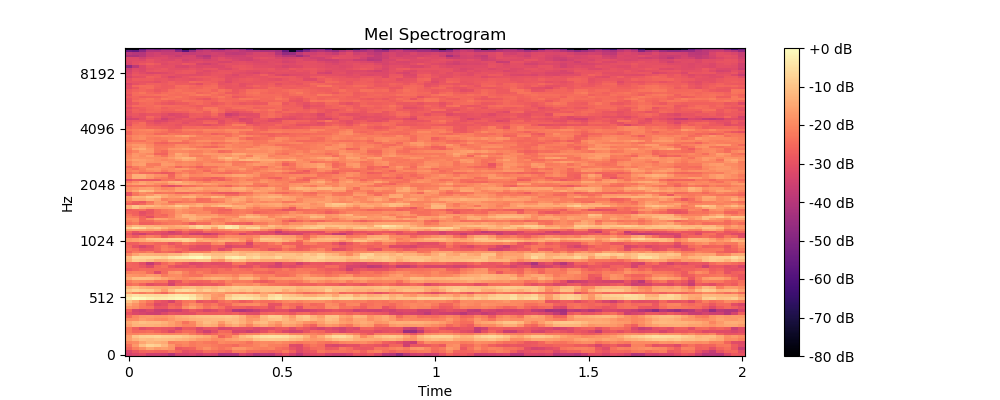 Mel Spectrogram
+0 dB
8192
-10 dB
-20 dB
4096
-30 dB
2048
-40 dB
Hz
1024
-50 dB
-60 dB
512
-70 dB
0
-80 dB
0 0.5 1 1.5 2
Time